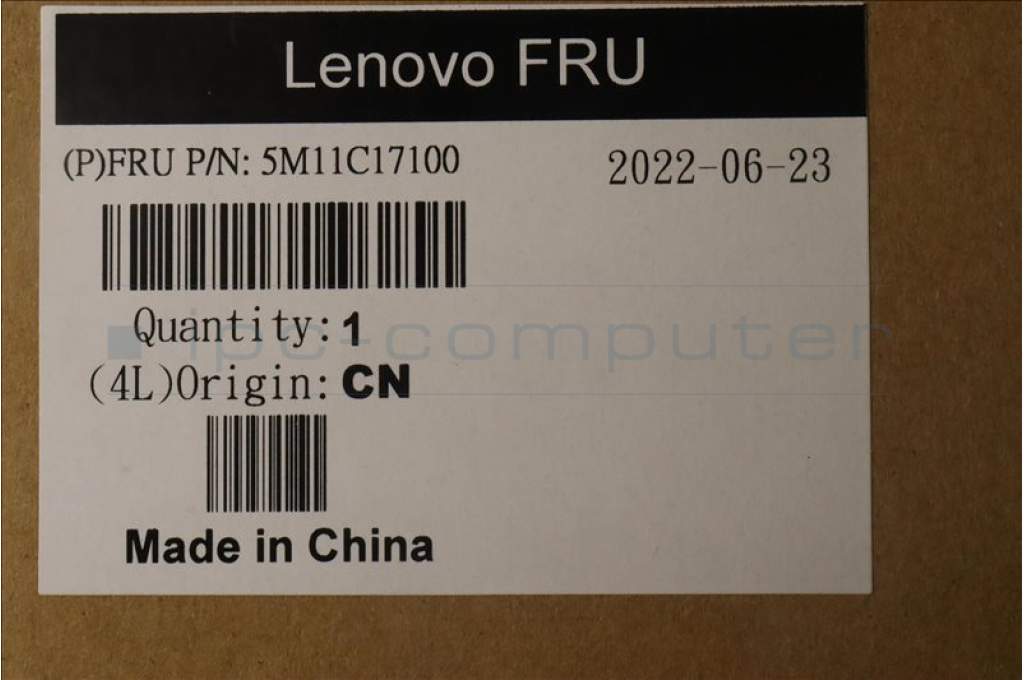 Lenovo FRU
(P)FRU P/N: 5M11C17100
2022-06-23
Quantity: 1
ipc-computer
(4L)Origin: CN
Made in China